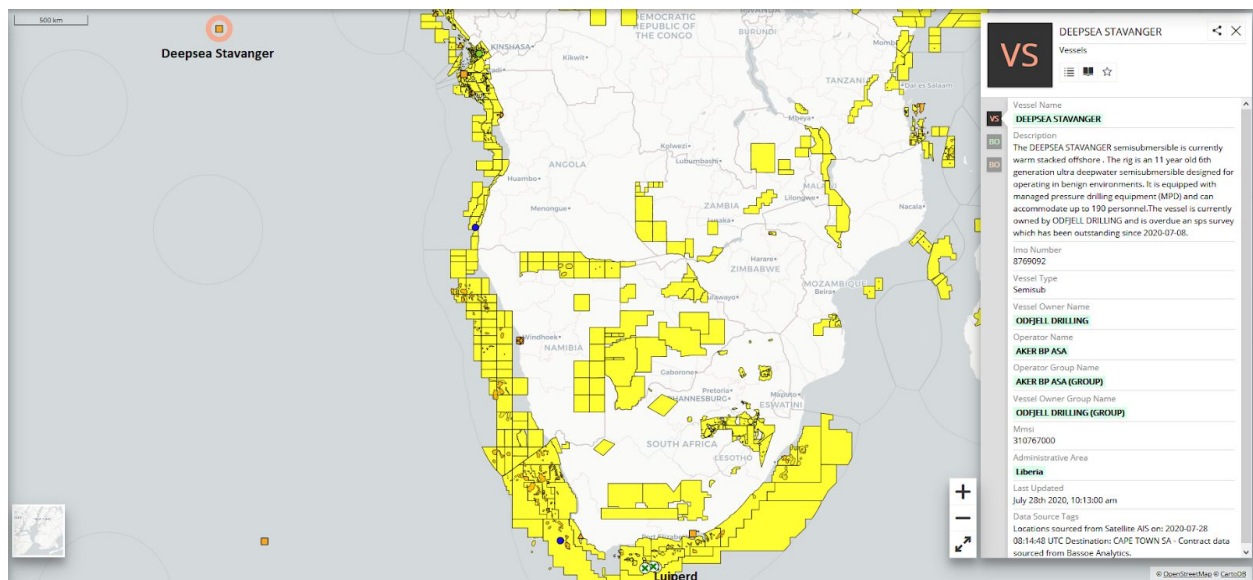 500 km
Deepsea Stavanger
DEMOCRATIC
REPUBLIC OF
THE CONGO
BURUNDI
KINSHASA
Kikwit
Momb
TANZANIA
Dar es Salaam
Mbeya
Kolwezi
Lubumbashi
ANGOLA
Huambo
Menongue
MALAWI
Lilongwe
ZAMBIA
Lusaka
Nacala
Harare
ZIMBABWE
MOZAMBIQUE
Beira
Bulawayo
Windhoek
NAMIBIA
Gaborone
Pretoria
JOHANNESBURG
Maputo
ESWATINI
SOUTH AFRICA
LESOTHO
Port Elizabeth
Luiperd
VS
DEEPSEA STAVANGER
Vessels
VS
BO
BO
Vessel Name
DEEPSEA STAVANGER
Description
The DEEPSEA STAVANGER semisubmersible is currently
warm stacked offshore . The rig is an 11 year old 6th
generation ultra deepwater semisubmersible designed for
operating in benign environments. It is equipped with
managed pressure drilling equipment (MPD) and can
accommodate up to 190 personnel.The vessel is currently
owned by ODFJELL DRILLING and is overdue an sps survey
which has been outstanding since 2020-07-08.
Imo Number
8769092
Vessel Type
Semisub
Vessel Owner Name
ODFJELL DRILLING
Operator Name
AKER BP ASA
Operator Group Name
AKER BP ASA (GROUP)
Vessel Owner Group Name
ODFJELL DRILLING (GROUP)
Mmsi
310767000
Administrative Area
Liberia
Last Updated
July 28th 2020, 10:13:00 am
Data Source Tags
Locations sourced from Satellite AIS on: 2020-07-28
08:14:48 UTC Destination: CAPE TOWN SA - Contract data
sourced from Bassoe Analytics.
© OpenStreetMap © CartoDB